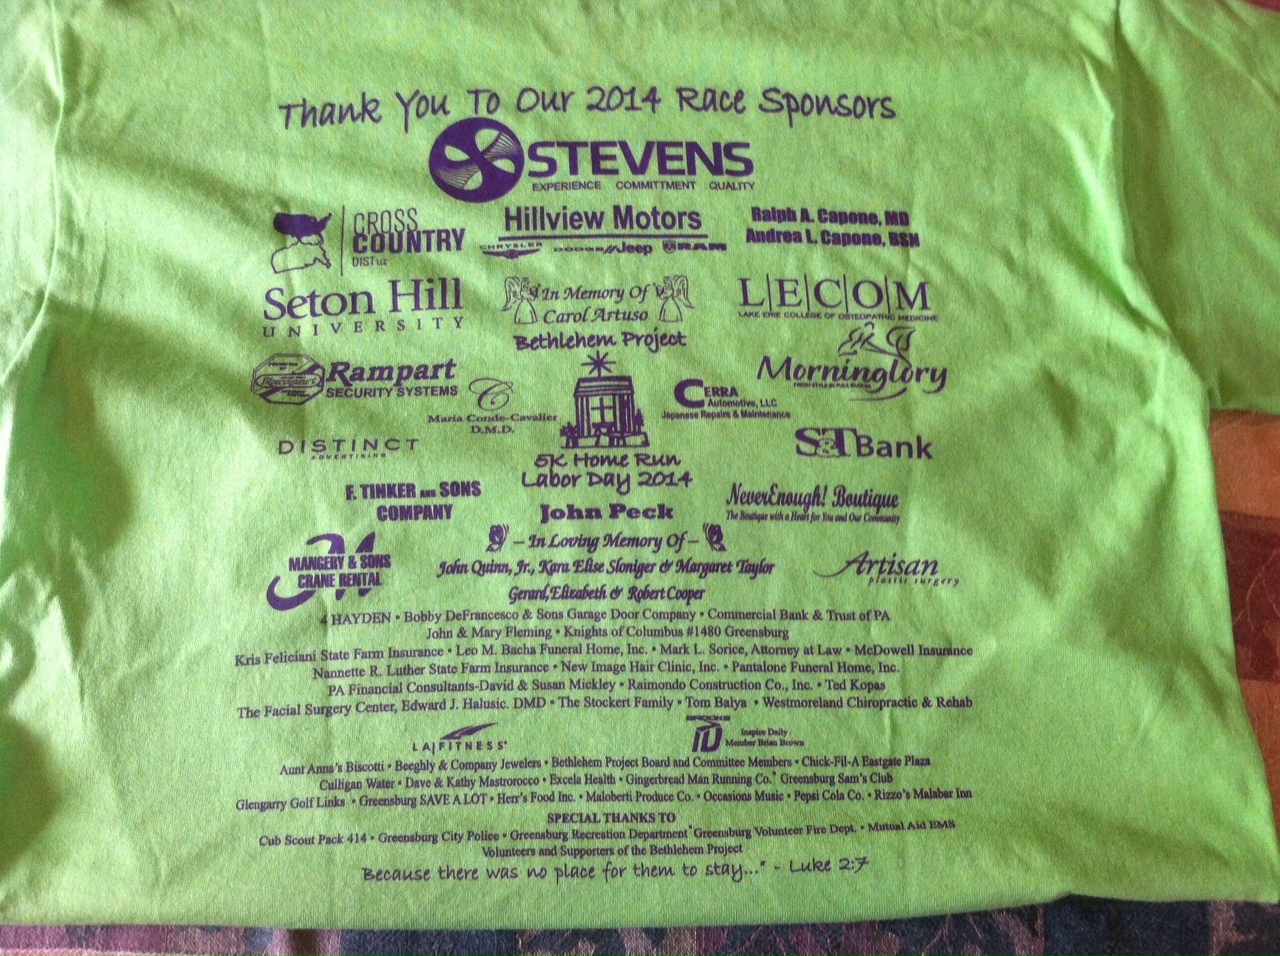 Thank You To Our 2014 Race Sponsors
STEVENS
EXPERIENCE COMMITTMENT QUALITY
CROSS
COUNTRY
DIST LLC
Hillview Motors
CHRYSLER DODGE Jeep RAM
Ralph A. Capone, MD
Andrea L. Capone, BSN
Seton Hill
UNIVERSITY
In Memory Of
Carol Artuso
L|E|C|O|M
LAKE ERIE COLLEGE OF OSTEOPATHIC MEDICINE
Bethlehem Project
Rampart
SECURITY SYSTEMS
Morninglory
C
Maria Conde-Cavalier
D.M.D.
CERRA
Automotive, LLC
Japanese Repairs & Maintenance
DISTINCT
ADVERTISING
S&T Bank
5K Home Run
Labor Day 2014
F. TINKER AND SONS
COMPANY
John Peck
NeverEnough! Boutique
The Boutique with a Heart for You and Our Community
MANGERY & SONS
CRANE RENTAL
– In Loving Memory Of –
John Quinn, Jr., Kara Elise Sloniger & Margaret Taylor
Gerard, Elizabeth & Robert Cooper
Artisan
plastic surgery
4 HAYDEN • Bobby DeFrancesco & Sons Garage Door Company • Commercial Bank & Trust of PA
John & Mary Fleming • Knights of Columbus #1480 Greensburg
Kris Feliciani State Farm Insurance • Leo M. Bacha Funeral Home, Inc. • Mark L. Sorice, Attorney at Law • McDowell Insurance
Nannette R. Luther State Farm Insurance • New Image Hair Clinic, Inc. • Pantalone Funeral Home, Inc.
PA Financial Consultants-David & Susan Mickley • Raimondo Construction Co., Inc. • Ted Kopas
The Facial Surgery Center, Edward J. Halusic. DMD • The Stockert Family • Tom Balya • Westmoreland Chiropractic & Rehab
LA|FITNESS
BROOKS
ID
Inspire Daily
Member Brian Brown
Aunt Anna's Biscotti • Beeghly & Company Jewelers • Bethlehem Project Board and Committee Members • Chick-Fil-A Eastgate Plaza
Culligan Water • Dave & Kathy Mastrorocco • Excela Health • Gingerbread Man Running Co.• Greensburg Sam's Club
Glengarry Golf Links • Greensburg SAVE A LOT • Herr's Food Inc. • Maloberti Produce Co. • Occasions Music • Pepsi Cola Co. • Rizzo's Malabar Inn
SPECIAL THANKS TO
Cub Scout Pack 414 • Greensburg City Police • Greensburg Recreation Department • Greensburg Volunteer Fire Dept. • Mutual Aid EMS
Volunteers and Supporters of the Bethlehem Project
Because there was no place for them to stay..." - Luke 2:7